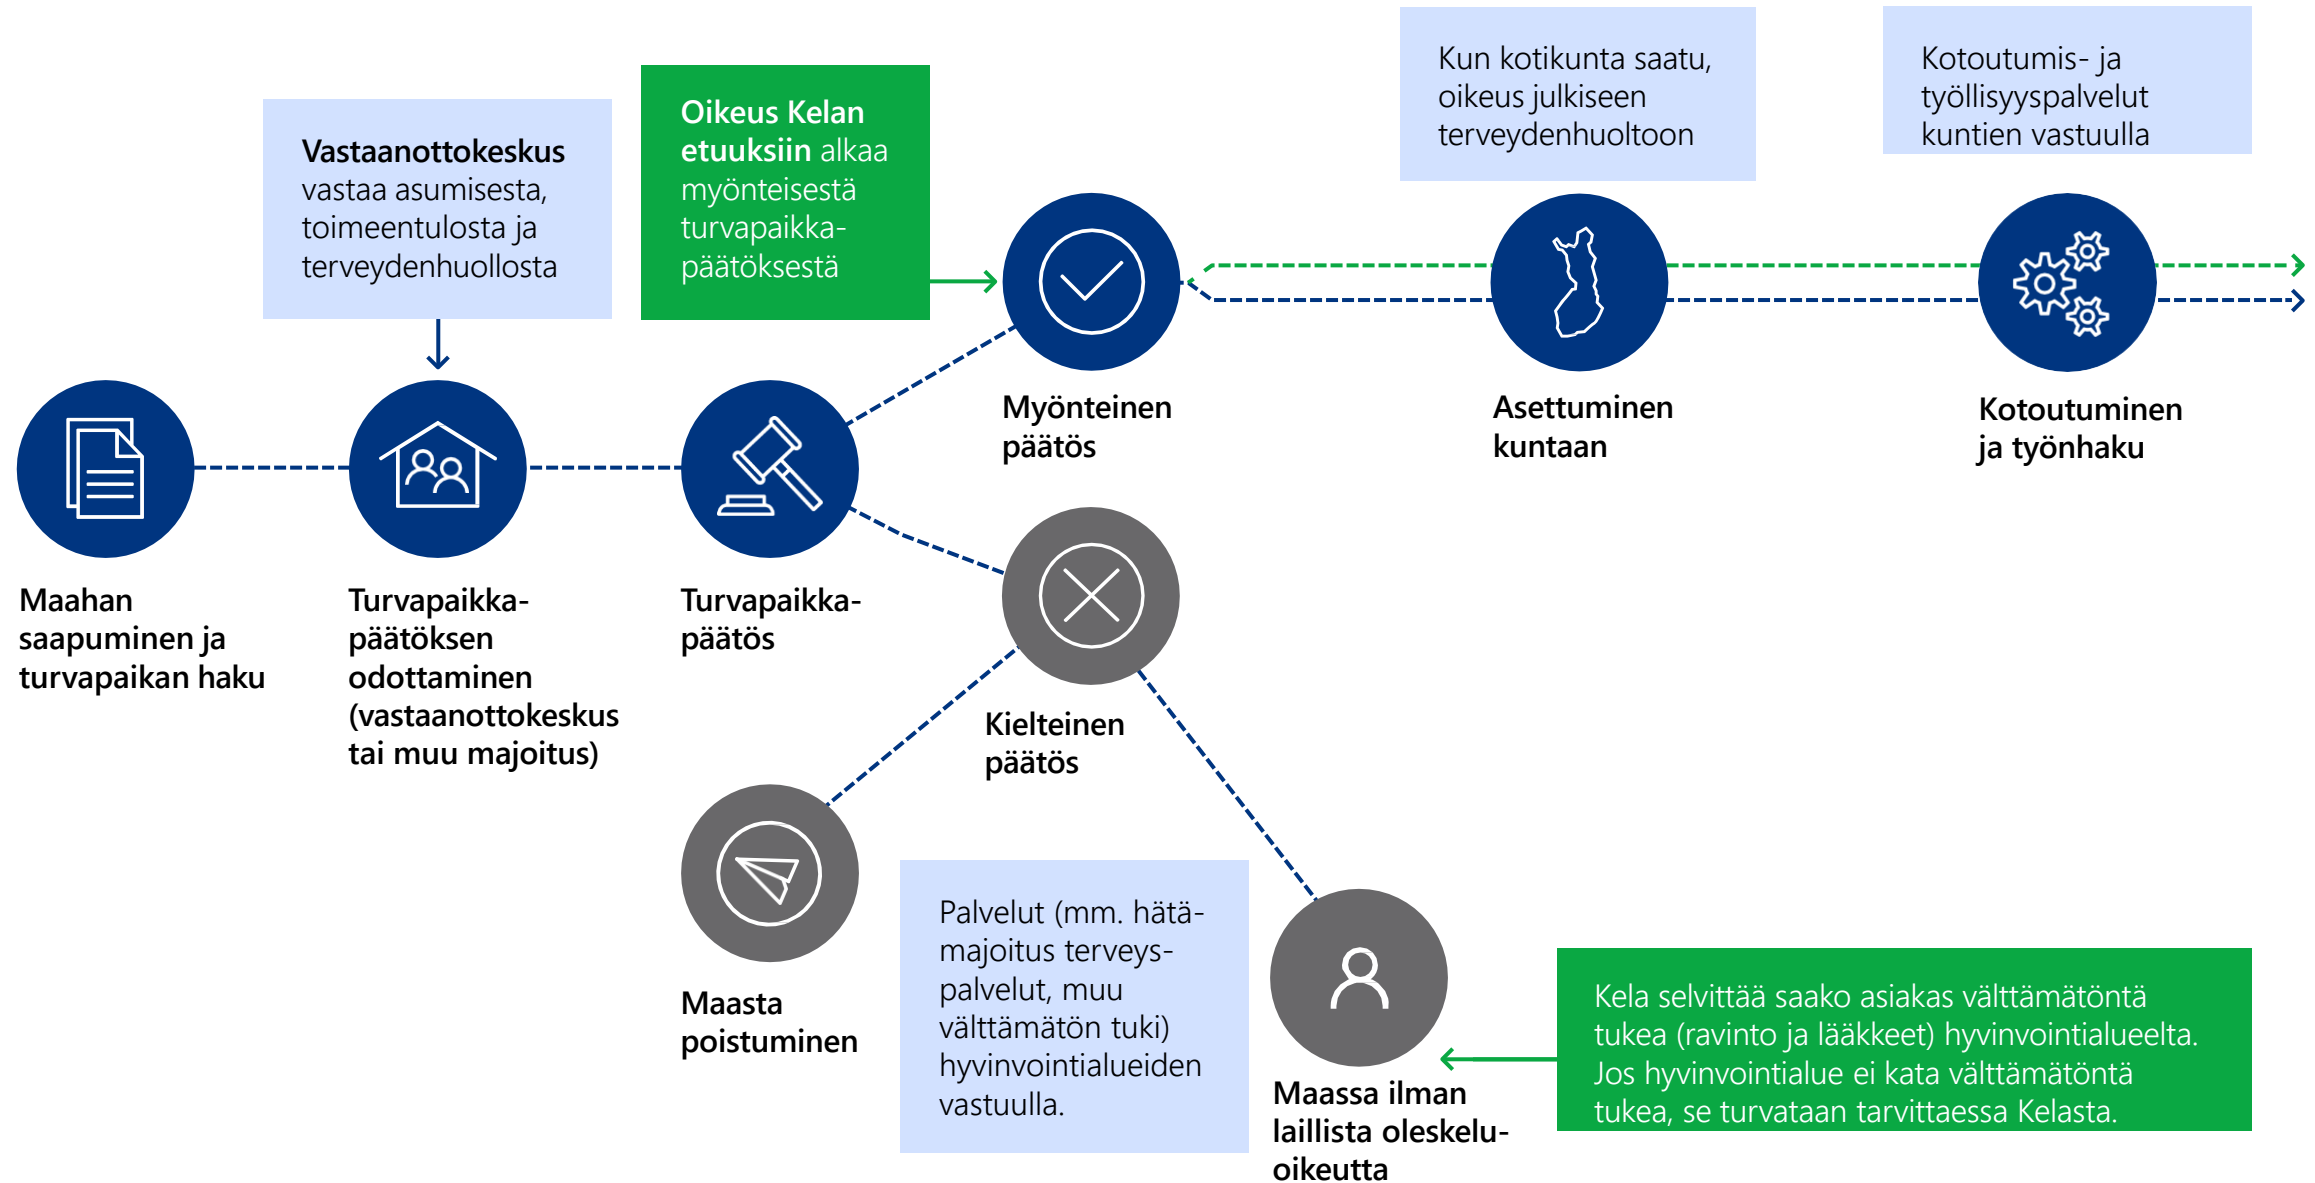 Vastaanottokeskus
vastaa asumisesta,
toimeentulosta ja
terveydenhuollosta
Oikeus Kelan
etuuksiin alkaa
myönteisestä
turvapaikka-
päätöksestä
Kun kotikunta saatu,
oikeus julkiseen
terveydenhuoltoon
Kotoutumis- ja
työllisyyspalvelut
kuntien vastuulla
Myönteinen
päätös
Asettuminen
kuntaan
Kotoutuminen
ja työnhaku
Maahan
saapuminen ja
turvapaikan haku
Turvapaikka-
päätöksen
odottaminen
(vastaanottokeskus
tai muu majoitus)
Turvapaikka-
päätös
Kielteinen
päätös
Maasta
poistuminen
Palvelut (mm. hätä-
majoitus terveys-
palvelut, muu
välttämätön tuki)
hyvinvointialueiden
vastuulla.
Maassa ilman
laillista oleskelu-
oikeutta
Kela selvittää saako asiakas välttämätöntä
tukea (ravinto ja lääkkeet) hyvinvointialueelta.
Jos hyvinvointialue ei kata välttämätöntä
tukea, se turvataan tarvittaessa Kelasta.